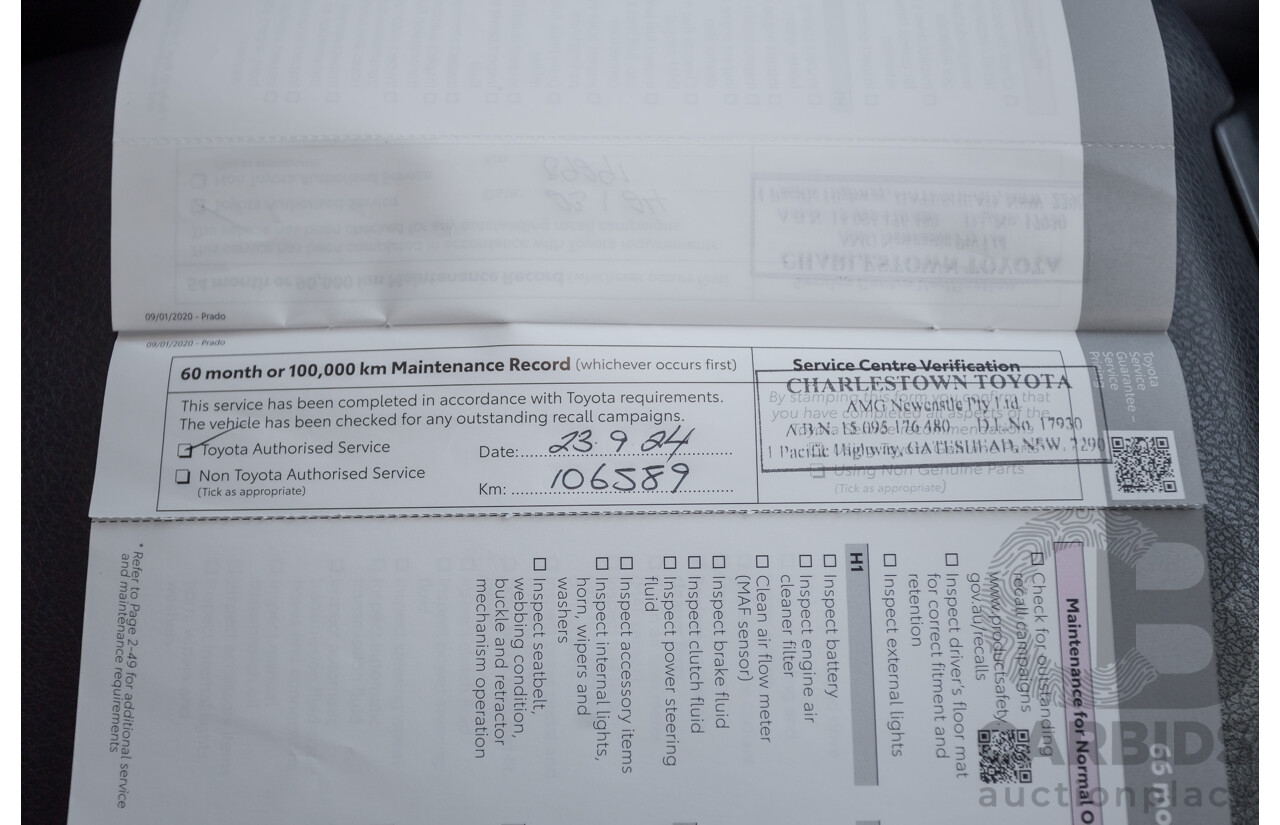 09/01/2020 - Prado
09/01/2020 - Prado
60 month or 100,000 km Maintenance Record (whichever occurs first)
This service has been completed in accordance with Toyota requirements.
The vehicle has been checked for any outstanding recall campaigns.
Toyota Authorised Service
Non Toyota Authorised Service
(Tick as appropriate)
Date: 23.9.24
Km: 106589
Service Centre Verification
CHARLESTOWN TOYOTA
AMG Newcastle Pty Ltd
A.B.N. 15 095 176 480 D.L.No. 17930
1 Pacific Highway, GATESHEAD, NSW, 2290
By stamping this form you confirm that
you have completed all aspects of the
Using Non Genuine Parts
(Tick as appropriate)
Toyota
Service
Guarantee –
Service
Maintenance for Normal O
Check for outstanding
recall campaigns
www.productsafety.
gov.au/recalls
Inspect driver's floor mat
for correct fitment and
retention
Inspect external lights
H1
Inspect battery
Inspect engine air
cleaner filter
Clean air flow meter
(MAF sensor)
Inspect brake fluid
Inspect clutch fluid
Inspect power steering
fluid
Inspect accessory items
Inspect internal lights,
horn, wipers and
washers
Inspect seatbelt,
webbing condition,
buckle and retractor
mechanism operation
* Refer to Page 2-49 for additional service
and maintenance requirements
66 mo
CARBIDS
auctionplac